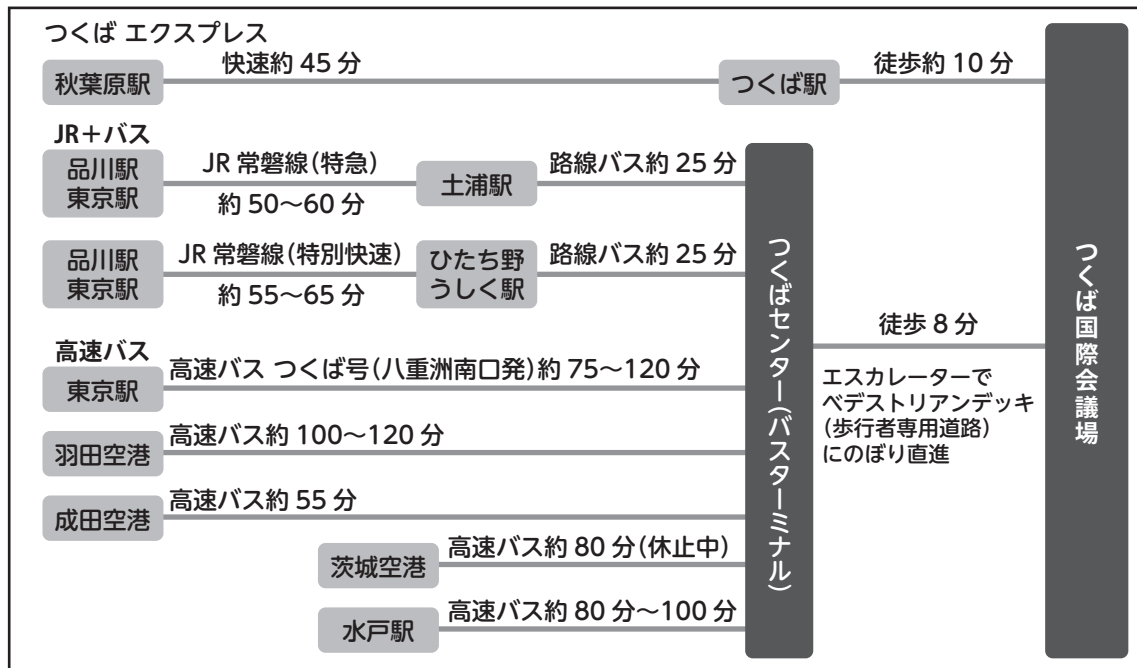 つくば エクスプレス
秋葉原駅
快速約 45 分
つくば駅
徒歩約 10 分
JR+バス
品川駅
東京駅
JR 常磐線(特急)
約 50〜60 分
土浦駅
路線バス約 25 分
品川駅
東京駅
JR 常磐線(特別快速)
約 55〜65 分
ひたち野
うしく駅
路線バス約 25 分
高速バス
東京駅
高速バス つくば号(八重洲南口発)約 75〜120 分
羽田空港
高速バス約 100〜120 分
成田空港
高速バス約 55 分
茨城空港
高速バス約 80 分(休止中)
水戸駅
高速バス約 80 分〜100 分
つくばセンター(バスターミナル)
徒歩 8 分
エスカレーターで
ペデストリアンデッキ
(歩行者専用道路)
にのぼり直進
つくば国際会議場